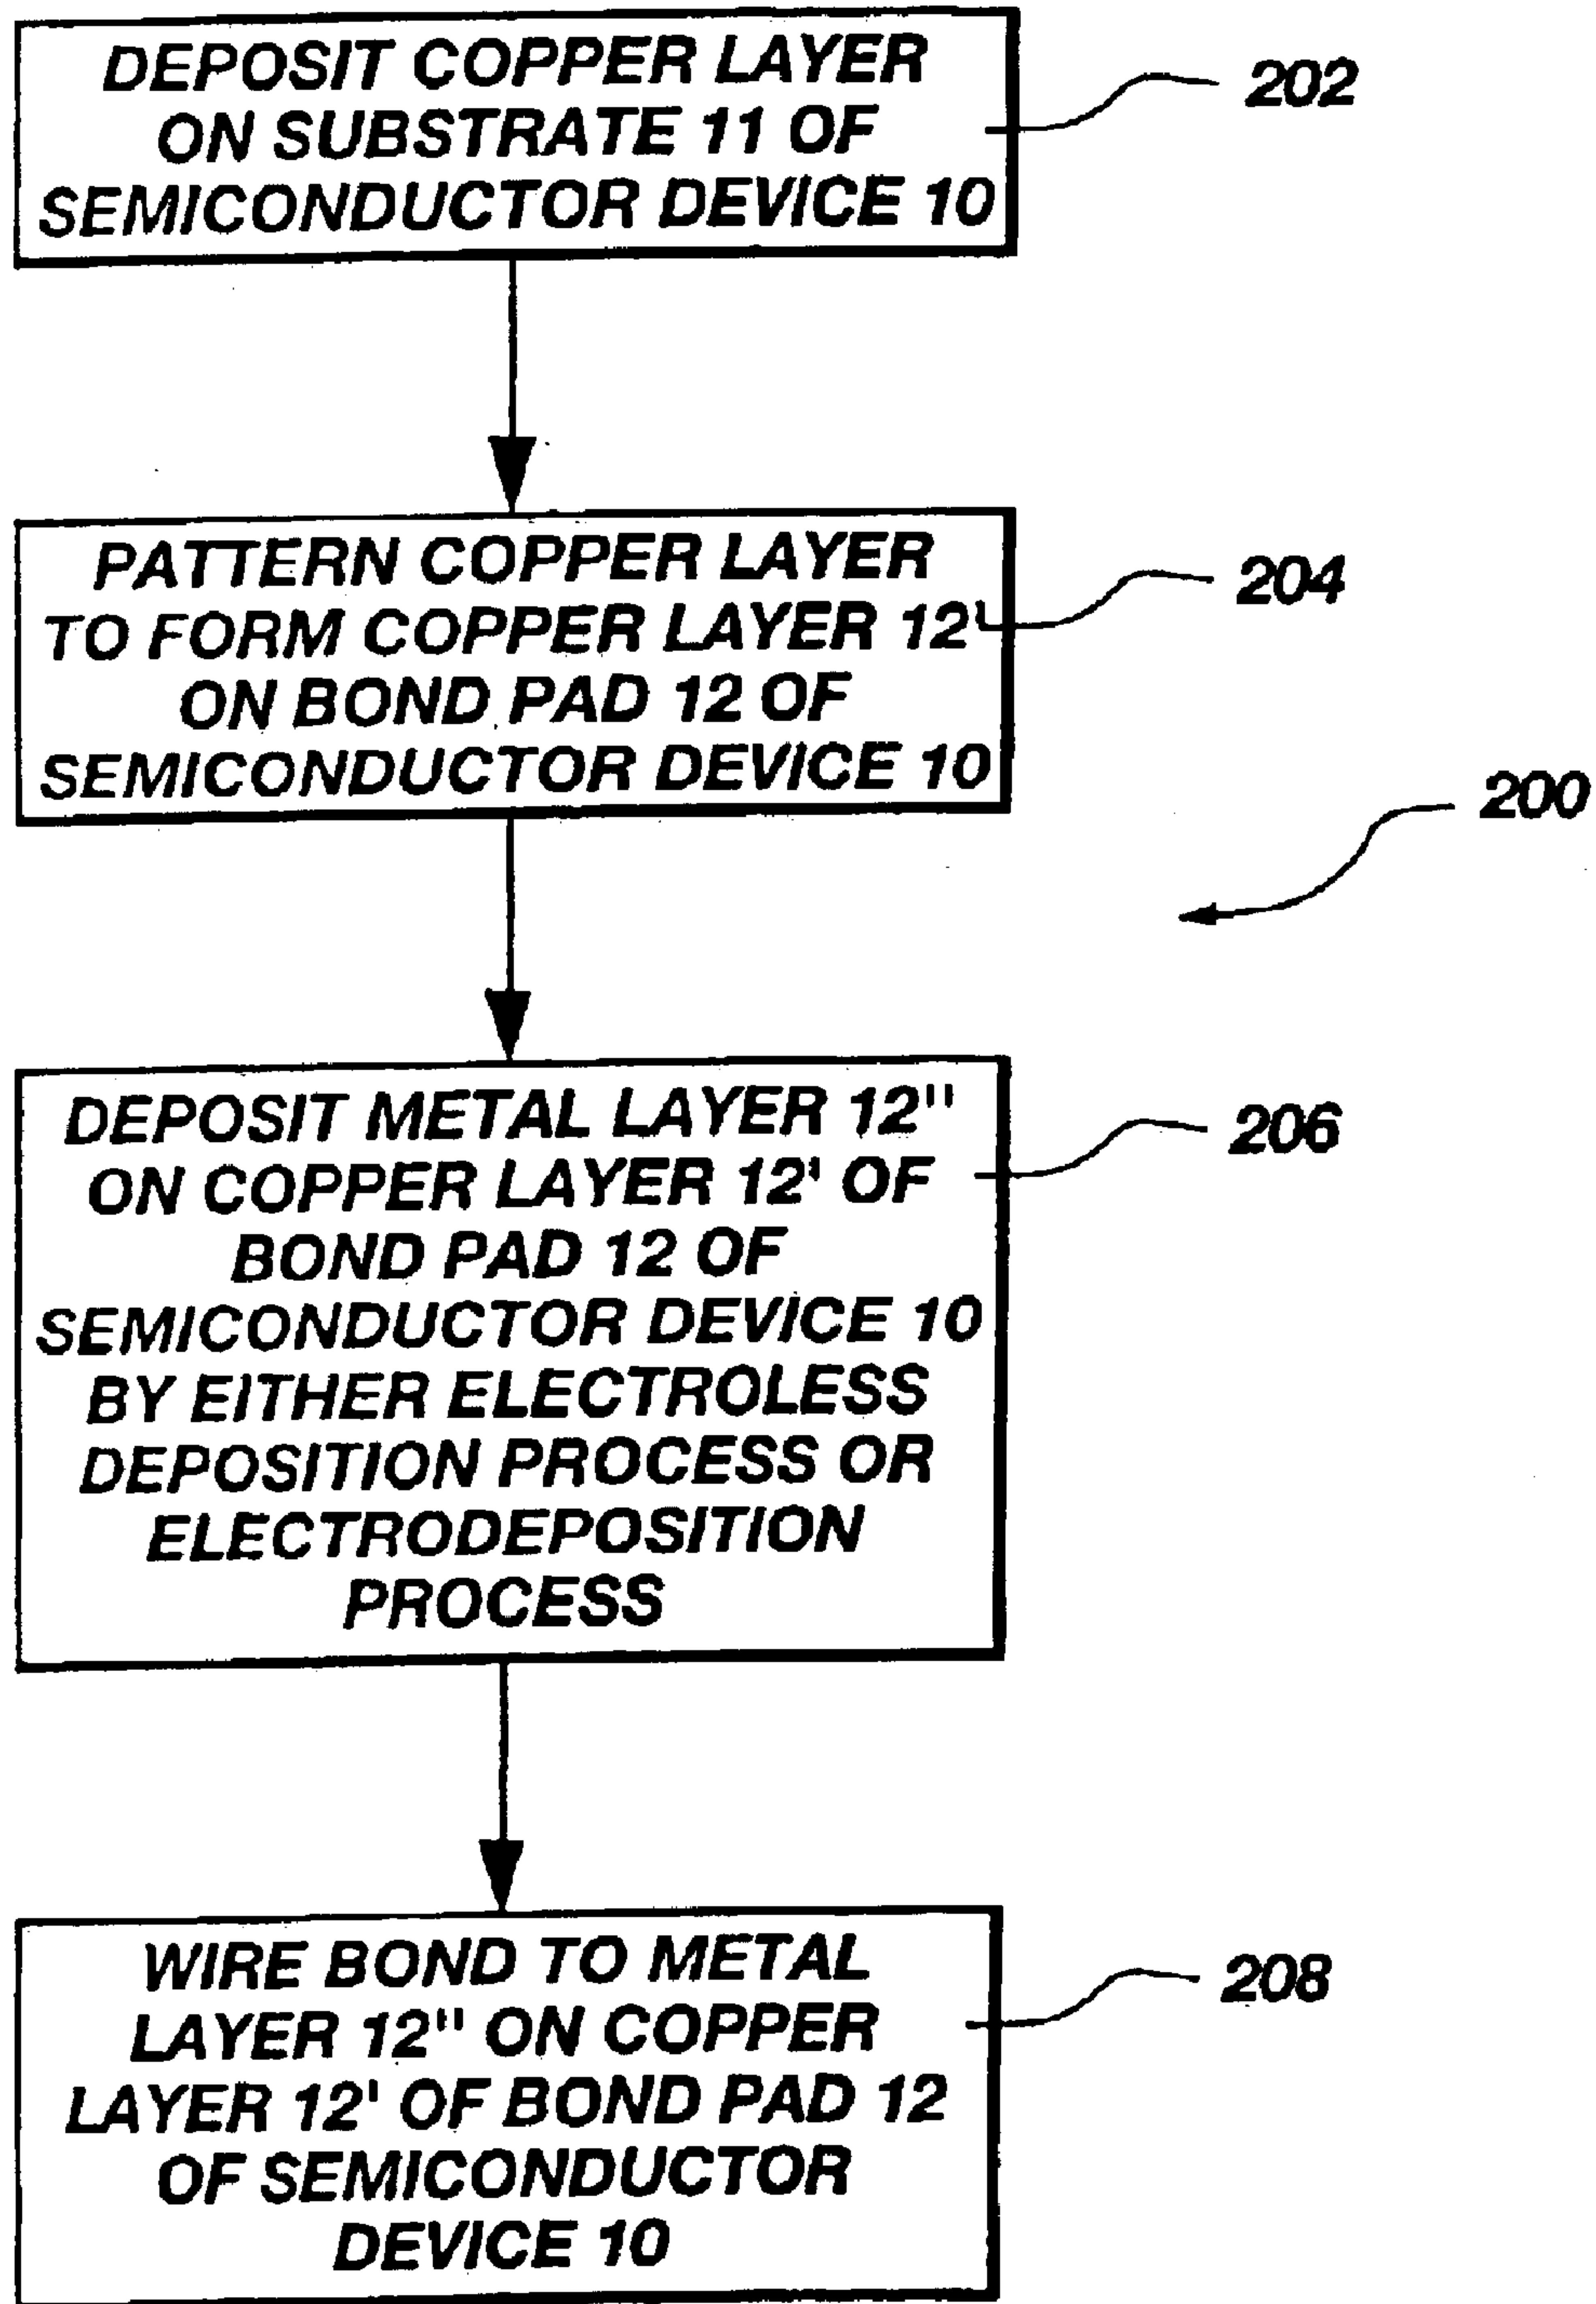 DEPOSIT COPPER LAYER
ON SUBSTRATE 11 OF
SEMICONDUCTOR DEVICE 10
202
PATTERN COPPER LAYER
TO FORM COPPER LAYER 12'
ON BOND PAD 12 OF
SEMICONDUCTOR DEVICE 10
204
200
DEPOSIT METAL LAYER 12"
ON COPPER LAYER 12' OF
BOND PAD 12 OF
SEMICONDUCTOR DEVICE 10
BY EITHER ELECTROLESS
DEPOSITION PROCESS OR
ELECTRODEPOSITION
PROCESS
206
WIRE BOND TO METAL
LAYER 12" ON COPPER
LAYER 12' OF BOND PAD 12
OF SEMICONDUCTOR
DEVICE 10
208